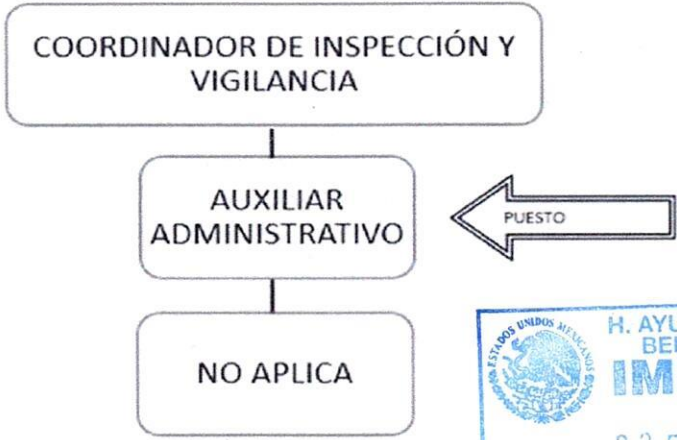 COORDINADOR DE INSPECCIÓN Y
VIGILANCIA
AUXILIAR
ADMINISTRATIVO
PUESTO
NO APLICA
ESTADOS UNIDOS MEXICANOS
H. AYU
BE
IM